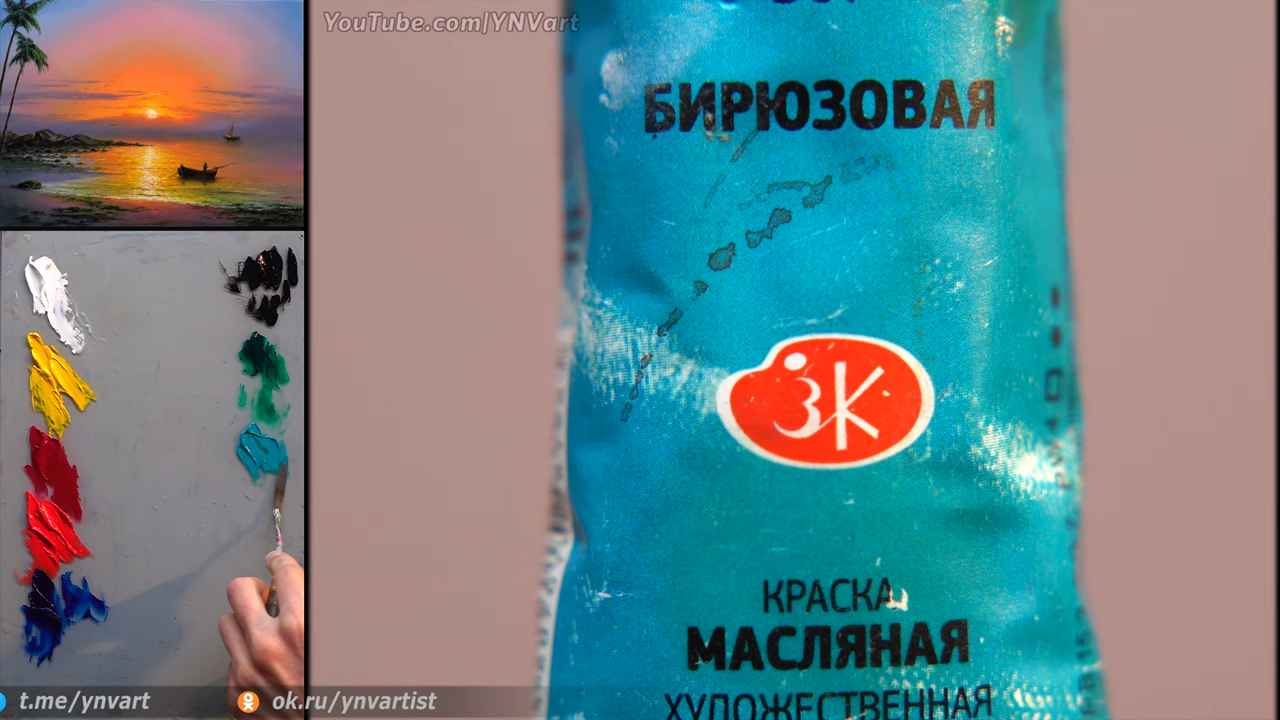 YouTube.com/YNVart
БИРЮЗОВАЯ
ЗК
КРАСКА
МАСЛЯНАЯ
ХУДОЖЕСТВЕННАЯ
t.me/ynvart
ok.ru/ynvartist